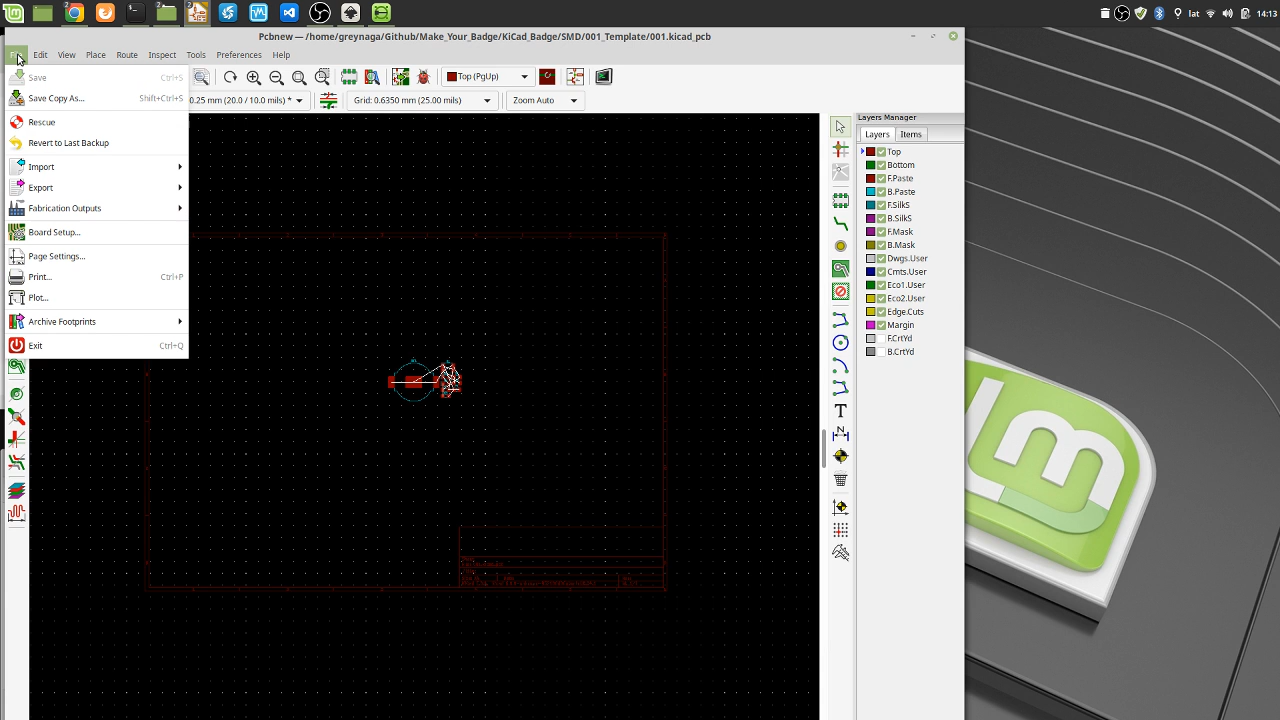 2
2
2
lat
14:13
Pcbnew — /home/greynaga/Github/Make_Your_Badge/KiCad_Badge/SMD/001_Template/001.kicad_pcb
Edit View Place Route Inspect Tools Preferences Help
Save Ctrl+S
Save Copy As... Shift+Ctrl+S
Rescue
Revert to Last Backup
Import
Export
Fabrication Outputs
Board Setup...
Page Settings...
Print... Ctrl+P
Plot...
Archive Footprints
Exit Ctrl+Q
Top (PgUp)
0.25 mm (20.0 / 10.0 mils) *
Grid: 0.6350 mm (25.00 mils)
Zoom Auto
Layers Manager
Layers Items
Top
Bottom
F.Paste
B.Paste
F.SilkS
B.SilkS
F.Mask
B.Mask
Dwgs.User
Cmts.User
Eco1.User
Eco2.User
Edge.Cuts
Margin
F.CrtYd
B.CrtYd
T
N